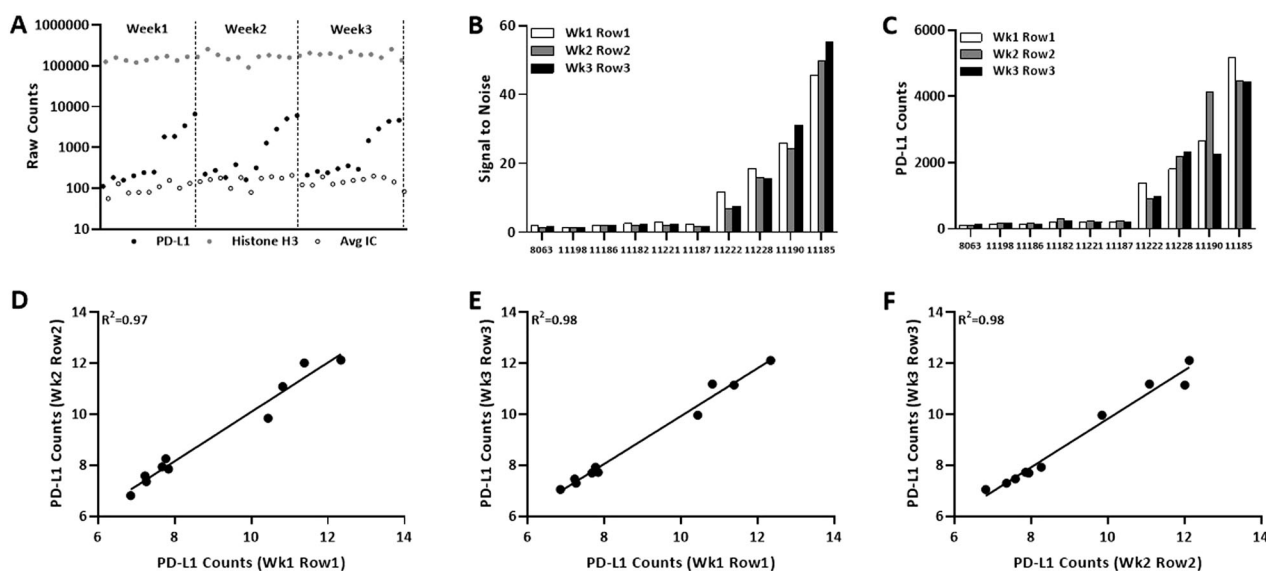 A
Week1 Week2 Week3
Raw Counts
1000000
100000
10000
1000
100
10
PD-L1 Histone H3 Avg IC
B
Wk1 Row1
Wk2 Row2
Wk3 Row3
Signal to Noise
60
40
20
0
8063 11198 11186 11182 11221 11187 11222 11228 11190 11185
C
Wk1 Row1
Wk2 Row2
Wk3 Row3
PD-L1 Counts
6000
4000
2000
0
8063 11198 11186 11182 11221 11187 11222 11228 11190 11185
D
R²=0.97
PD-L1 Counts (Wk2 Row2)
14
12
10
8
6
6 8 10 12 14
PD-L1 Counts (Wk1 Row1)
E
R²=0.98
PD-L1 Counts (Wk3 Row3)
14
12
10
8
6
6 8 10 12 14
PD-L1 Counts (Wk1 Row1)
F
R²=0.98
PD-L1 Counts (Wk3 Row3)
14
12
10
8
6
6 8 10 12 14
PD-L1 Counts (Wk2 Row2)